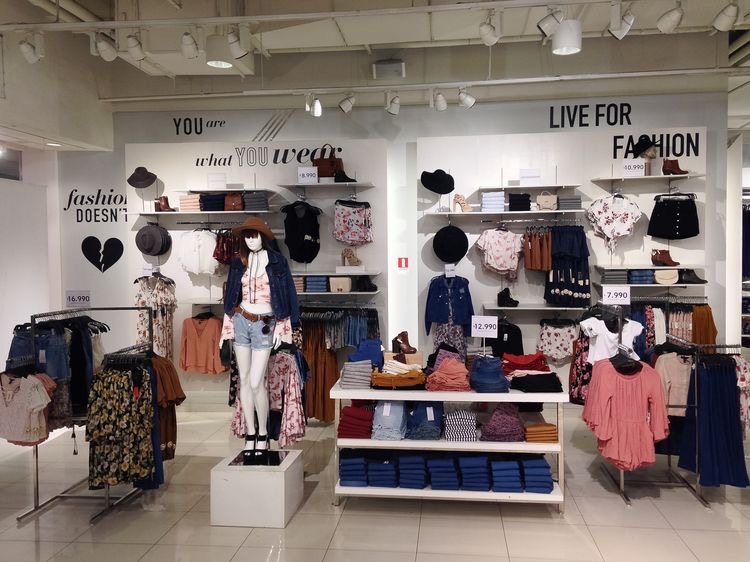 YOU are
what YOU wear
fashion
DOESN'T
LIVE FOR
FASHION
8.990
10.990
16.990
7.990
12.990